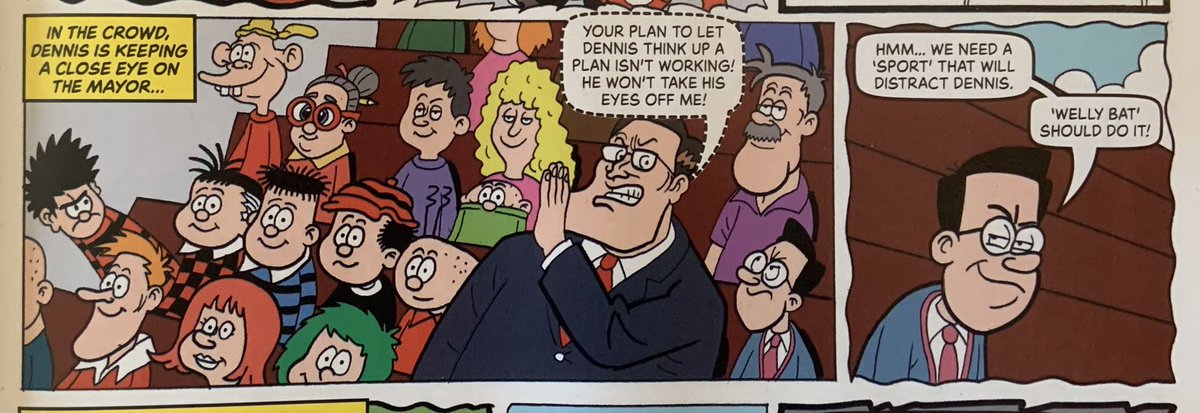 IN THE CROWD,
DENNIS IS KEEPING
A CLOSE EYE ON
THE MAYOR...
YOUR PLAN TO LET
DENNIS THINK UP A
PLAN ISN'T WORKING!
HE WON'T TAKE HIS
EYES OFF ME!
33
HMM... WE NEED A
'SPORT' THAT WILL
DISTRACT DENNIS.
'WELLY BAT'
SHOULD DO IT!